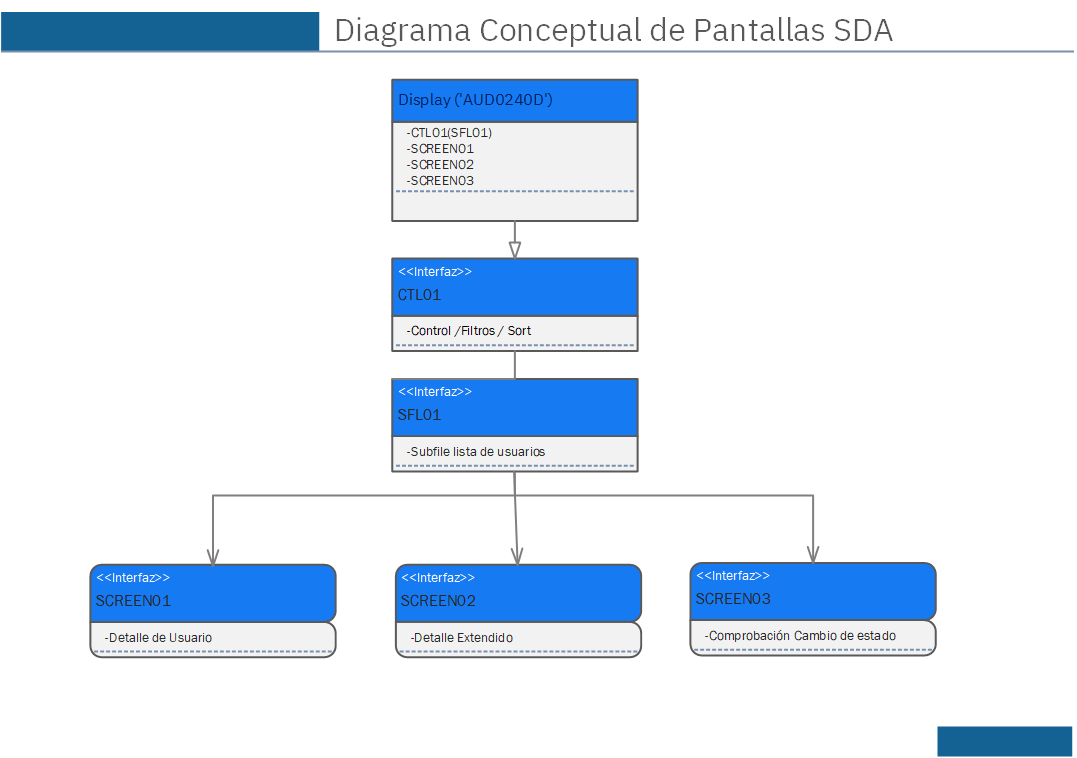 Diagrama Conceptual de Pantallas SDA
Display ('AUD0240D')
-CTL01(SFL01)
-SCREEN01
-SCREEN02
-SCREEN03
<<Interfaz>>
CTL01
-Control /Filtros / Sort
<<Interfaz>>
SFL01
-Subfile lista de usuarios
<<Interfaz>>
SCREEN01
-Detalle de Usuario
<<Interfaz>>
SCREEN02
-Detalle Extendido
<<Interfaz>>
SCREEN03
-Comprobación Cambio de estado